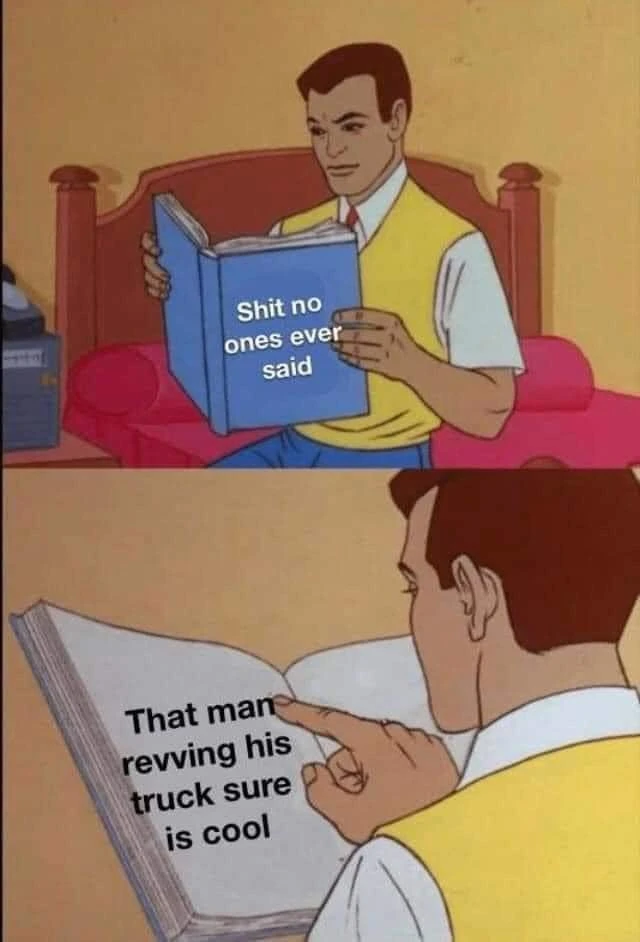 Shit no
ones ever
said
That man
revving his
truck sure
is cool